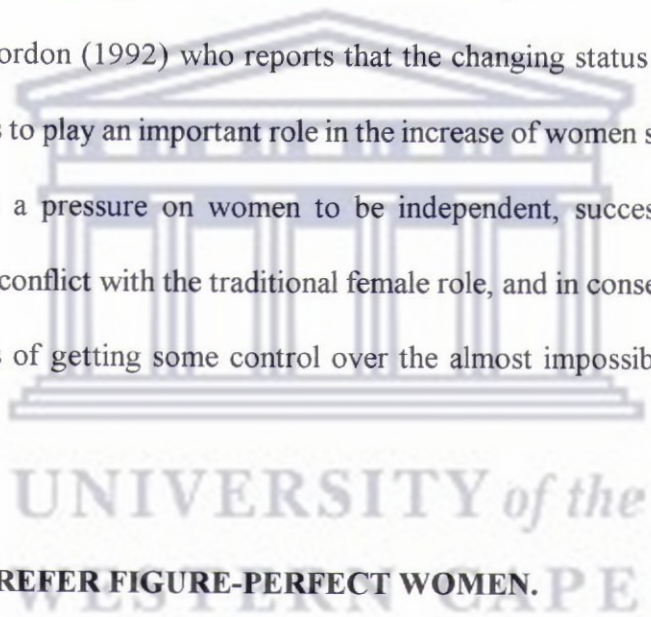 ordon (1992) who reports that the changing status
s to play an important role in the increase of women s
a pressure on women to be independent, succes
conflict with the traditional female role, and in conse
s of getting some control over the almost impossib
UNIVERSITY of the
REFER FIGURE-PERFECT WOMEN.
WESTERN CAPE